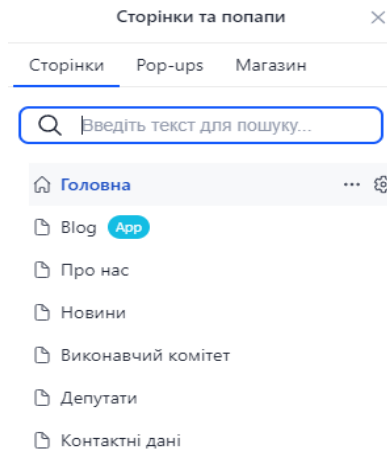 Сторінки та попапи
Сторінки Pop-ups Магазин
Введіть текст для пошуку...
Головна
Blog App
Про нас
Новини
Виконавчий комітет
Депутати
Контактні дані